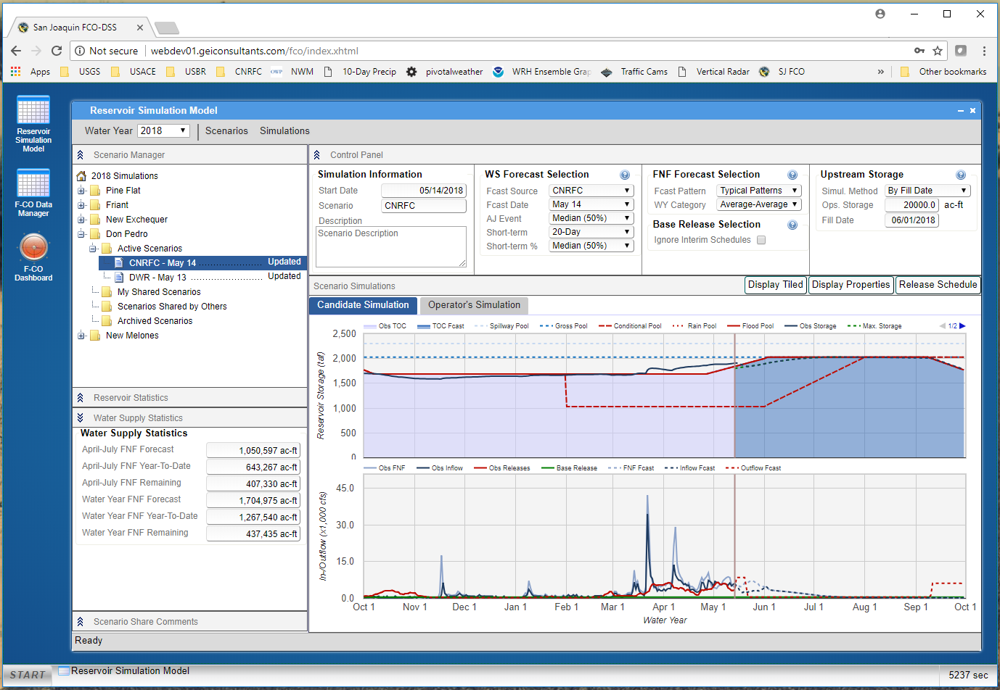 San Joaquin FCO-DSS
Not secure webdev01.geiconsultants.com/fco/index.xhtml
Apps USGS USACE USBR CNRFC OWP NWM 10-Day Precip pivotalweather WRH Ensemble Grap Traffic Cams Vertical Radar SJ FCO » Other bookmarks
Reservoir Simulation Model
F-CO Data Manager
F-CO Dashboard
Reservoir Simulation Model
Water Year 2018 Scenarios Simulations
Scenario Manager
2018 Simulations
Pine Flat
Friant
New Exchequer
Don Pedro
Active Scenarios
CNRFC - May 14 ........................ Updated
DWR - May 13 ........................... Updated
My Shared Scenarios
Scenarios Shared by Others
Archived Scenarios
New Melones
Reservoir Statistics
Water Supply Statistics
Water Supply Statistics
April-July FNF Forecast 1,050,597 ac-ft
April-July FNF Year-To-Date 643,267 ac-ft
April-July FNF Remaining 407,330 ac-ft
Water Year FNF Forecast 1,704,975 ac-ft
Water Year FNF Year-To-Date 1,267,540 ac-ft
Water Year FNF Remaining 437,435 ac-ft
Scenario Share Comments
Control Panel
Simulation Information
Start Date 05/14/2018
Scenario CNRFC
Description
Scenario Description
WS Forecast Selection
Fcast Source CNRFC
Fcast Date May 14
AJ Event Median (50%)
Short-term 20-Day
Short-term % Median (50%)
FNF Forecast Selection
Fcast Pattern Typical Patterns
WY Category Average-Average
Base Release Selection
Ignore Interim Schedules
Upstream Storage
Simul. Method By Fill Date
Ops. Storage 20000.0 ac-ft
Fill Date 06/01/2018
Scenario Simulations Display Tiled Display Properties Release Schedule
Candidate Simulation Operator's Simulation
Obs TOC TOC Fcast Spillway Pool Gross Pool Conditional Pool Rain Pool Flood Pool Obs Storage Max. Storage 1/2
Reservoir Storage (taf)
2,500
2,000
1,500
1,000
500
0
Obs FNF Obs Inflow Obs Releases Base Release FNF Fcast Inflow Fcast Outflow Fcast
In-/Outflow (x1,000 cfs)
45.0
30.0
15.0
0.0
Oct 1 Nov 1 Dec 1 Jan 1 Feb 1 Mar 1 Apr 1 May 1 Jun 1 Jul 1 Aug 1 Sep 1 Oct 1
Water Year
Ready
START Reservoir Simulation Model 5237 sec